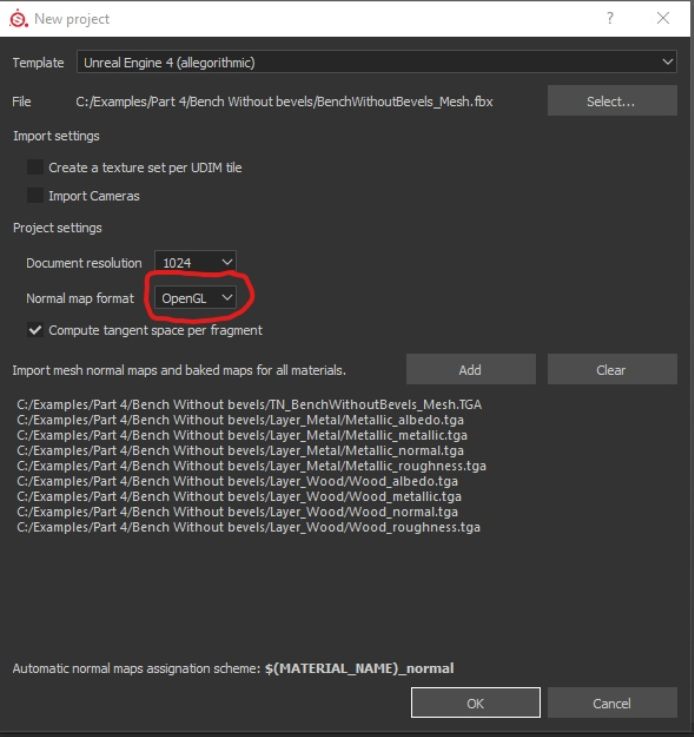 New project ?
Template Unreal Engine 4 (allegorithmic)
File C:/Examples/Part 4/Bench Without bevels/BenchWithoutBevels_Mesh.fbx Select...
Import settings
Create a texture set per UDIM tile
Import Cameras
Project settings
Document resolution 1024
Normal map format OpenGL
Compute tangent space per fragment
Import mesh normal maps and baked maps for all materials. Add Clear
C:/Examples/Part 4/Bench Without bevels/TN_BenchWithoutBevels_Mesh.TGA
C:/Examples/Part 4/Bench Without bevels/Layer_Metal/Metallic_albedo.tga
C:/Examples/Part 4/Bench Without bevels/Layer_Metal/Metallic_metallic.tga
C:/Examples/Part 4/Bench Without bevels/Layer_Metal/Metallic_normal.tga
C:/Examples/Part 4/Bench Without bevels/Layer_Metal/Metallic_roughness.tga
C:/Examples/Part 4/Bench Without bevels/Layer_Wood/Wood_albedo.tga
C:/Examples/Part 4/Bench Without bevels/Layer_Wood/Wood_metallic.tga
C:/Examples/Part 4/Bench Without bevels/Layer_Wood/Wood_normal.tga
C:/Examples/Part 4/Bench Without bevels/Layer_Wood/Wood_roughness.tga
Automatic normal maps assignation scheme: $(MATERIAL_NAME)_normal
OK Cancel